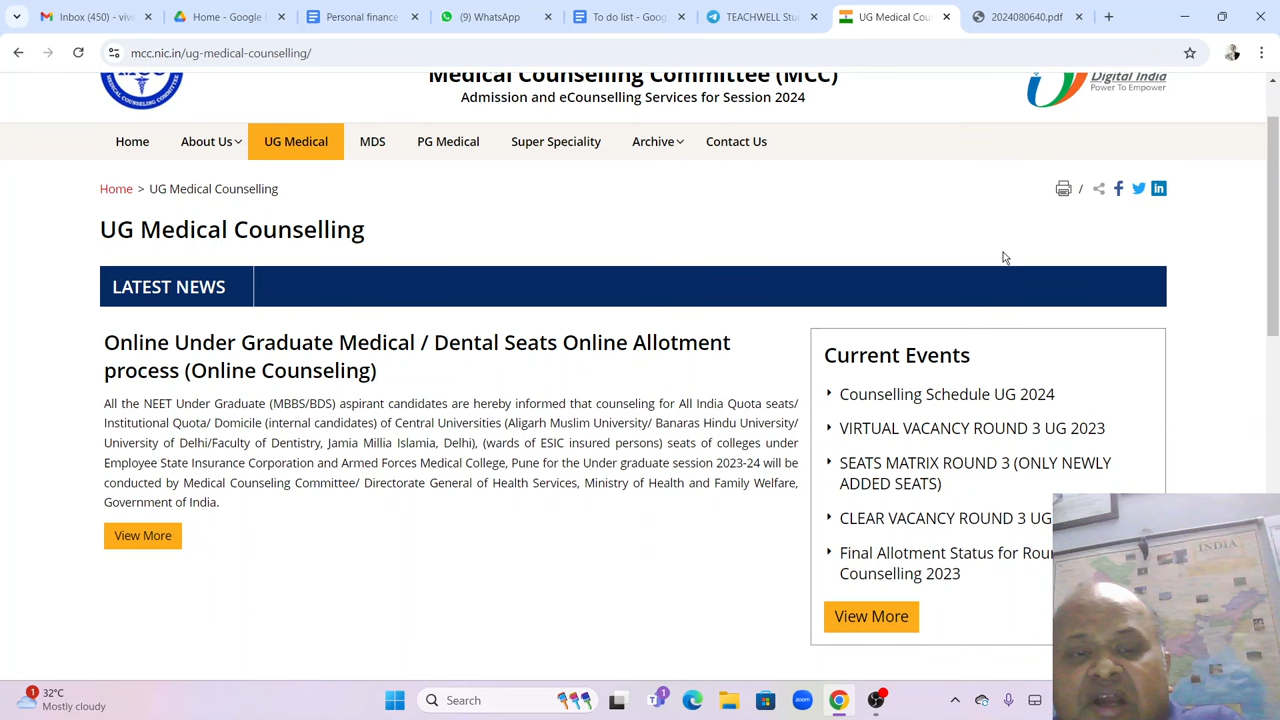 Inbox (450) - viv
Home - Google
Personal finance
(9) WhatsApp
To do list - Goog
TEACHWELL Stu
UG Medical Cou
2024080640.pdf
mcc.nic.in/ug-medical-counselling/
Medical Counselling Committee (MCC)
Admission and eCounselling Services for Session 2024
Digital India
Power To Empower
Home
About Us
UG Medical
MDS
PG Medical
Super Speciality
Archive
Contact Us
Home > UG Medical Counselling
/
UG Medical Counselling
LATEST NEWS
Online Under Graduate Medical / Dental Seats Online Allotment
process (Online Counseling)
All the NEET Under Graduate (MBBS/BDS) aspirant candidates are hereby informed that counseling for All India Quota seats/
Institutional Quota/ Domicile (internal candidates) of Central Universities (Aligarh Muslim University/ Banaras Hindu University/
University of Delhi/Faculty of Dentistry, Jamia Millia Islamia, Delhi), (wards of ESIC insured persons) seats of colleges under
Employee State Insurance Corporation and Armed Forces Medical College, Pune for the Under graduate session 2023-24 will be
conducted by Medical Counseling Committee/ Directorate General of Health Services, Ministry of Health and Family Welfare,
Government of India.
View More
Current Events
Counselling Schedule UG 2024
VIRTUAL VACANCY ROUND 3 UG 2023
SEATS MATRIX ROUND 3 (ONLY NEWLY
ADDED SEATS)
CLEAR VACANCY ROUND 3 UG
Final Allotment Status for Rou
Counselling 2023
View More
INDIA
1
32°C
Mostly cloudy
Search
1
zoom